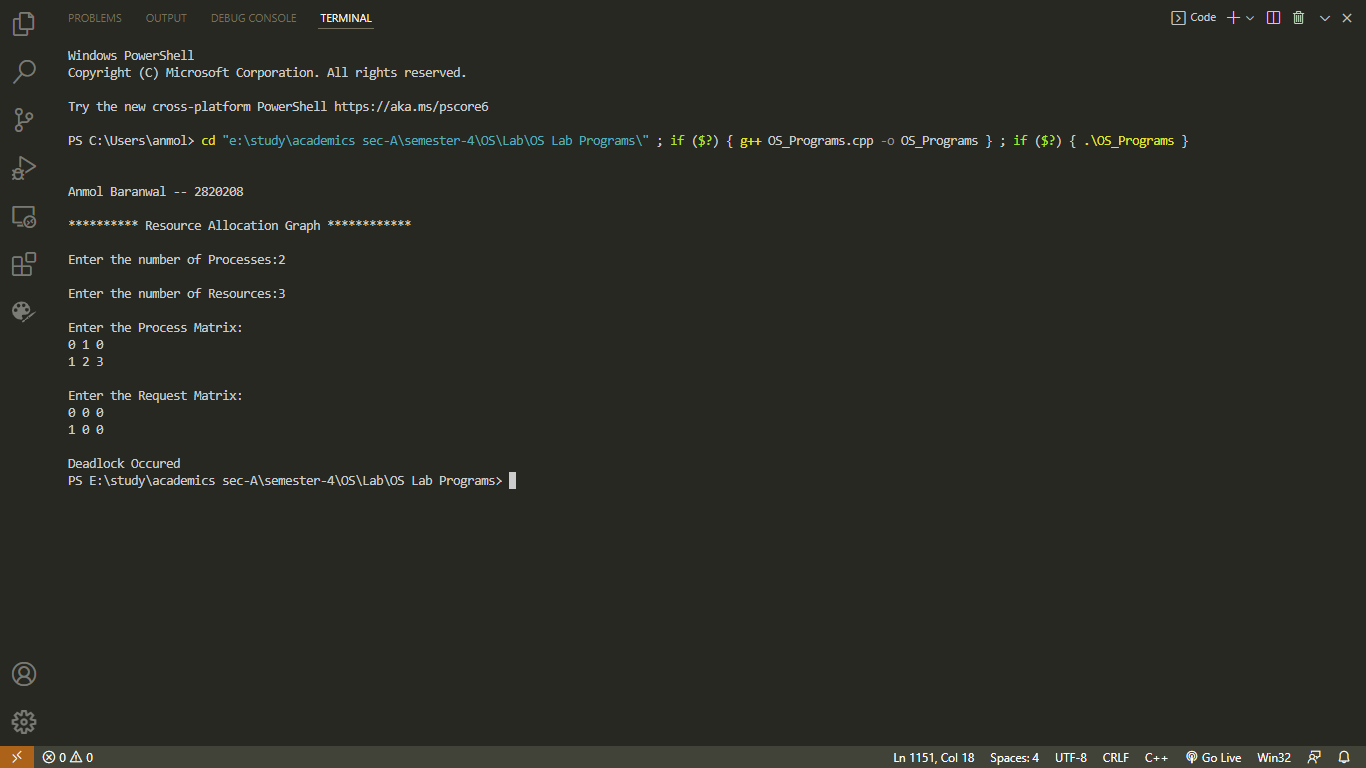 PROBLEMS OUTPUT DEBUG CONSOLE TERMINAL Code
Windows PowerShell
Copyright (C) Microsoft Corporation. All rights reserved.
Try the new cross-platform PowerShell https://aka.ms/pscore6
PS C:\Users\anmol> cd "e:\study\academics sec-A\semester-4\OS\Lab\OS Lab Programs\" ; if ($?) { g++ OS_Programs.cpp -o OS_Programs } ; if ($?) { .\OS_Programs }
Anmol Baranwal -- 2820208
********** Resource Allocation Graph ************
Enter the number of Processes:2
Enter the number of Resources:3
Enter the Process Matrix:
0 1 0
1 2 3
Enter the Request Matrix:
0 0 0
1 0 0
Deadlock Occured
PS E:\study\academics sec-A\semester-4\OS\Lab\OS Lab Programs>
0 0 Ln 1151, Col 18 Spaces: 4 UTF-8 CRLF C++ Go Live Win32